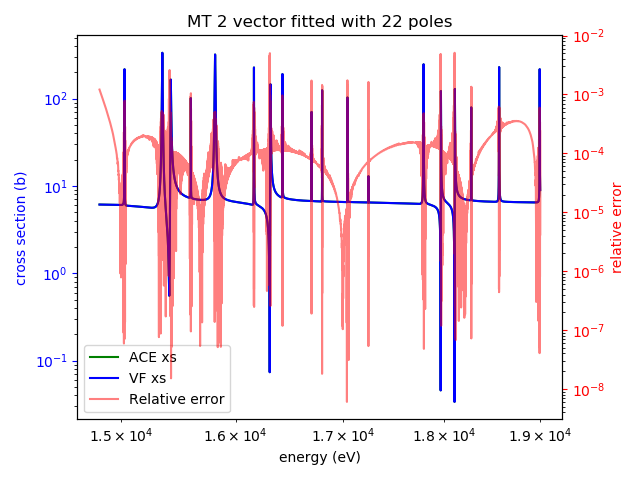 MT 2 vector fitted with 22 poles
cross section (b)
10²
10¹
10⁰
10⁻¹
10⁻²
10⁻³
10⁻⁴
10⁻⁵
10⁻⁶
10⁻⁷
10⁻⁸
relative error
ACE xs
VF xs
Relative error
1.5 × 10⁴ 1.6 × 10⁴ 1.7 × 10⁴ 1.8 × 10⁴ 1.9 × 10⁴
energy (eV)